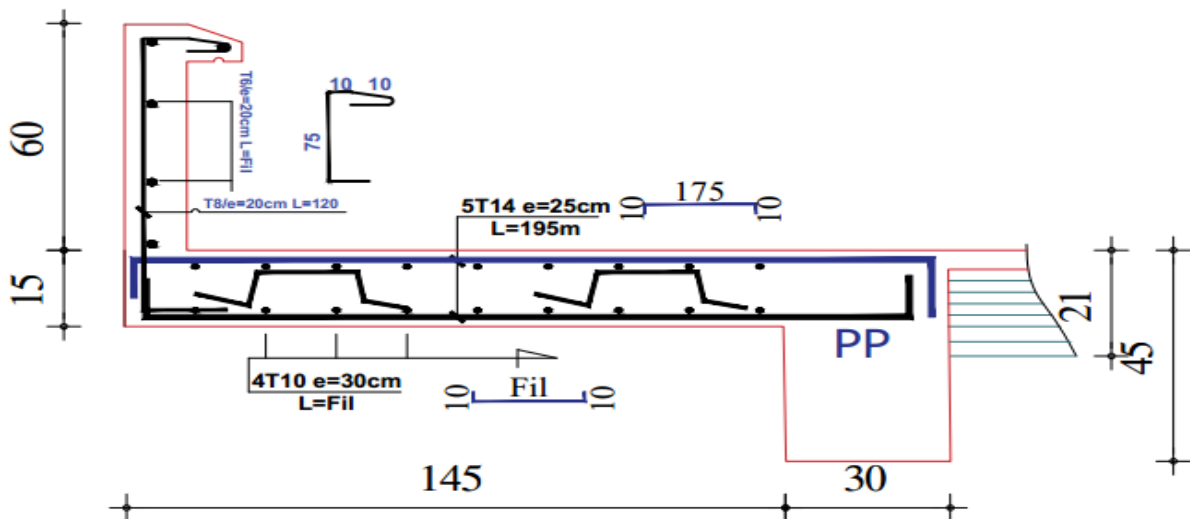 10 10
60
T6/e=20cm L=Fil
75
T8/e=20cm L=120
175
10 10
5T14 e=25cm
L=195m
15
21
PP
45
4T10 e=30cm
L=Fil
10 Fil 10
145
30